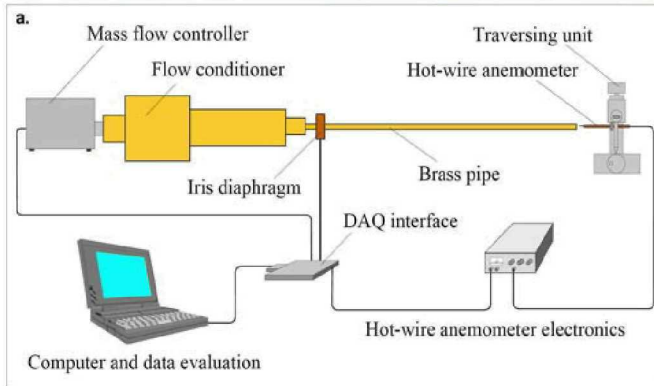 a.
Mass flow controller
Traversing unit
Flow conditioner
Hot-wire anemometer
Iris diaphragm
Brass pipe
DAQ interface
Hot-wire anemometer electronics
Computer and data evaluation